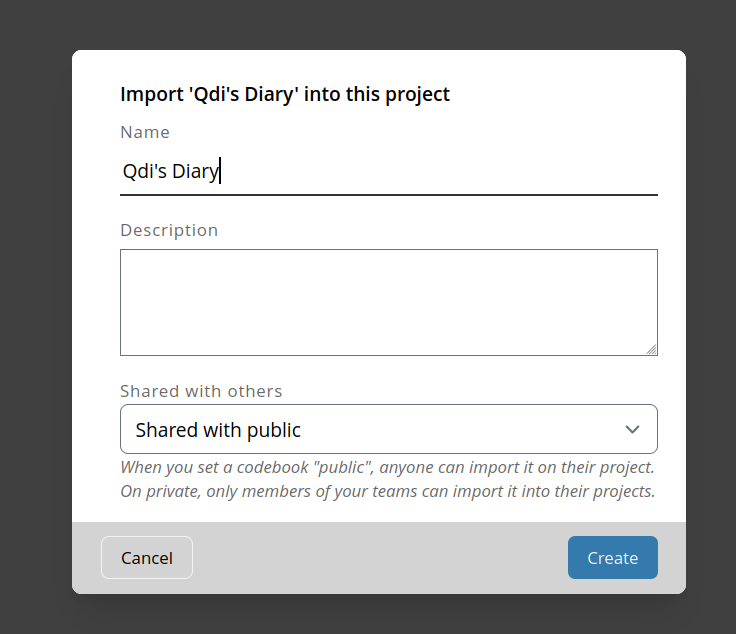 Import 'Qdi's Diary' into this project
Name
Qdi's Diary
Description
Shared with others
Shared with public
When you set a codebook "public", anyone can import it on their project.
On private, only members of your teams can import it into their projects.
Cancel
Create